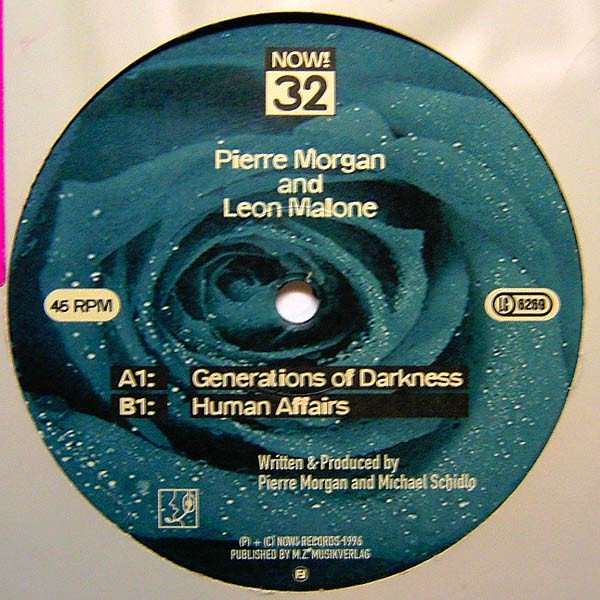 NOW!
32
Pierre Morgan
and
Leon Malone
45 RPM
LC 6269
A1: Generations of Darkness
B1: Human Affairs
Written & Produced by
Pierre Morgan and Michael Schidlo
(P) + (C) NOW! RECORDS 1996
PUBLISHED BY M.Z. MUSIKVERLAG